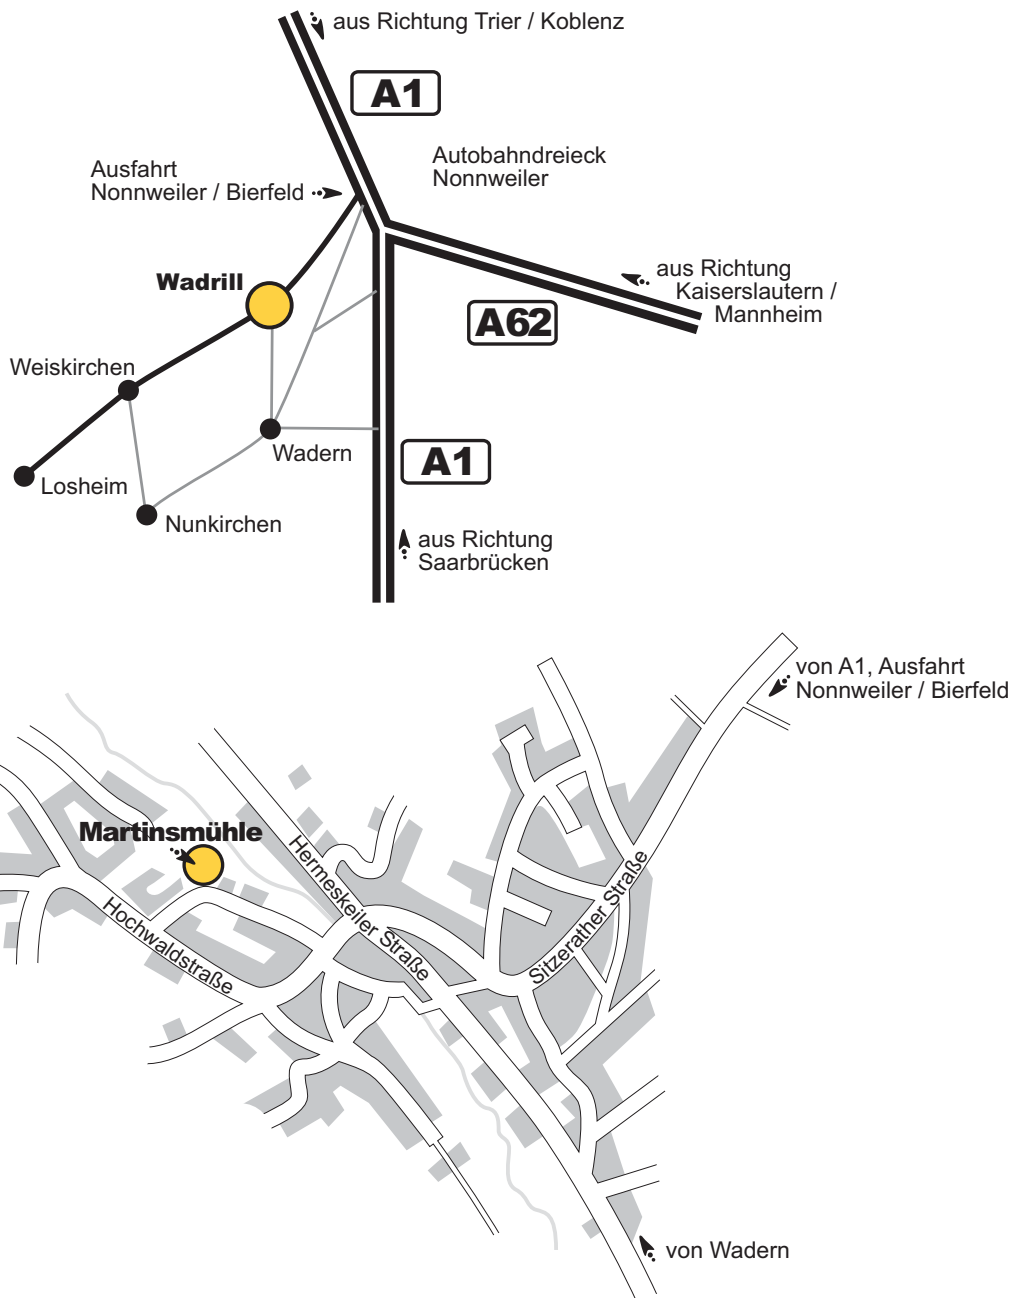 aus Richtung Trier / Koblenz
A1
Autobahndreieck
Nonnweiler
Ausfahrt
Nonnweiler / Bierfeld
aus Richtung
Kaiserslautern /
Mannheim
Wadrill
A62
Weiskirchen
Wadern
A1
Losheim
Nunkirchen
aus Richtung
Saarbrücken
von A1, Ausfahrt
Nonnweiler / Bierfeld
Martinsmühle
Hermeskeiler Straße
Sitzerather Straße
Hochwaldstraße
von Wadern